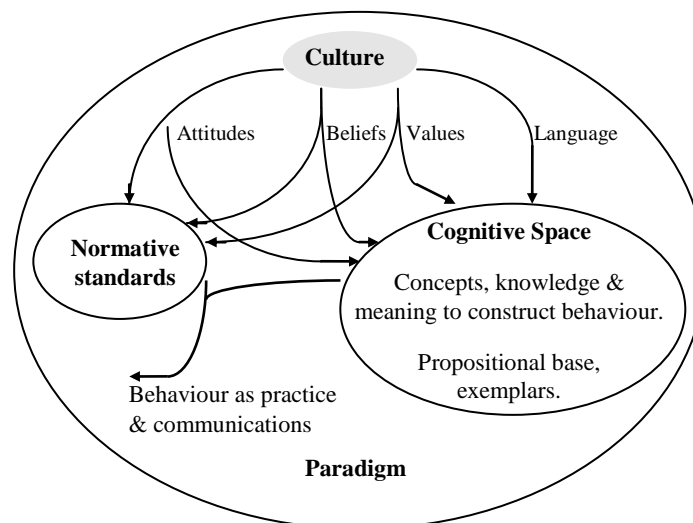 Culture
Attitudes
Beliefs
Values
Language
Normative
standards
Cognitive Space
Concepts, knowledge &
meaning to construct behaviour.
Propositional base,
exemplars.
Behaviour as practice
& communications
Paradigm